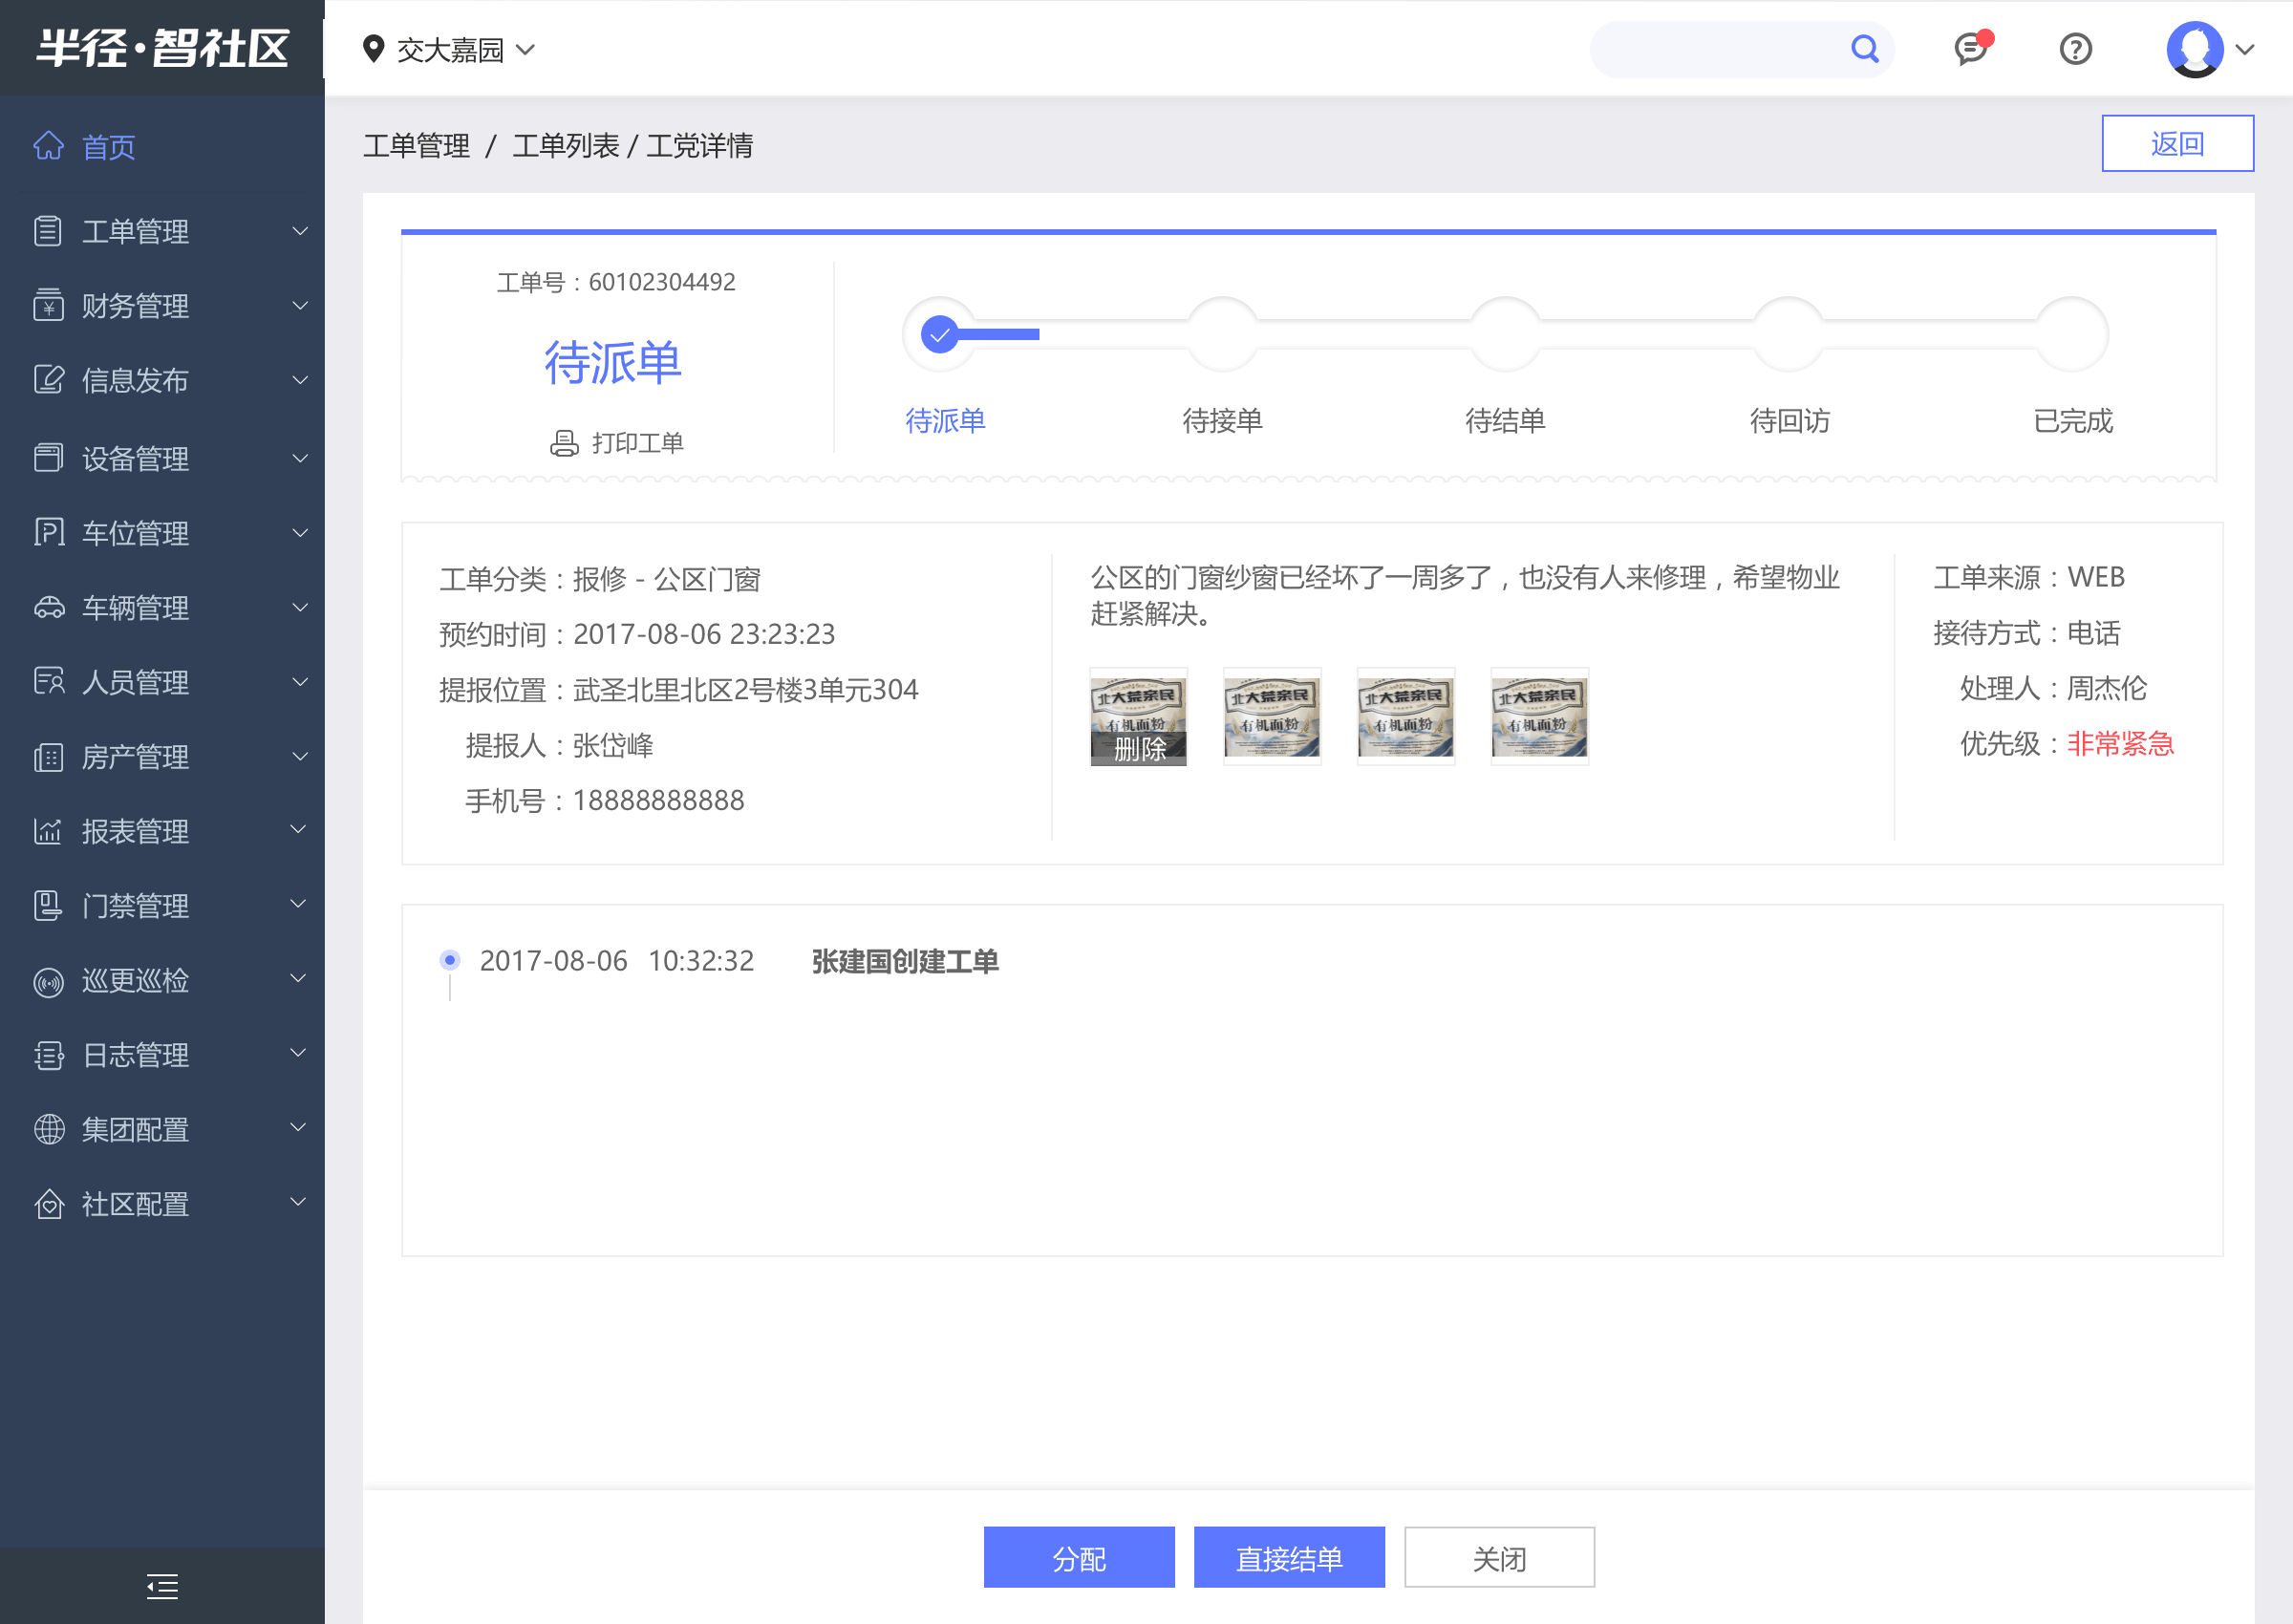 半径·智社区
交大嘉园
首页
工单管理
财务管理
信息发布
设备管理
车位管理
车辆管理
人员管理
房产管理
报表管理
门禁管理
巡更巡检
日志管理
集团配置
社区配置
工单管理 / 工单列表 / 工党详情
返回
工单号：60102304492
待派单
打印工单
待派单
待接单
待结单
待回访
已完成
工单分类：报修 - 公区门窗
预约时间：2017-08-06 23:23:23
提报位置：武圣北里北区2号楼3单元304
提报人：张岱峰
手机号：18888888888
公区的门窗纱窗已经坏了一周多了，也没有人来修理，希望物业
赶紧解决。
北大荒亲民
有机面粉
删除
北大荒亲民
有机面粉
北大荒亲民
有机面粉
北大荒亲民
有机面粉
工单来源：WEB
接待方式：电话
处理人：周杰伦
优先级：非常紧急
2017-08-06 10:32:32 张建国创建工单
分配
直接结单
关闭